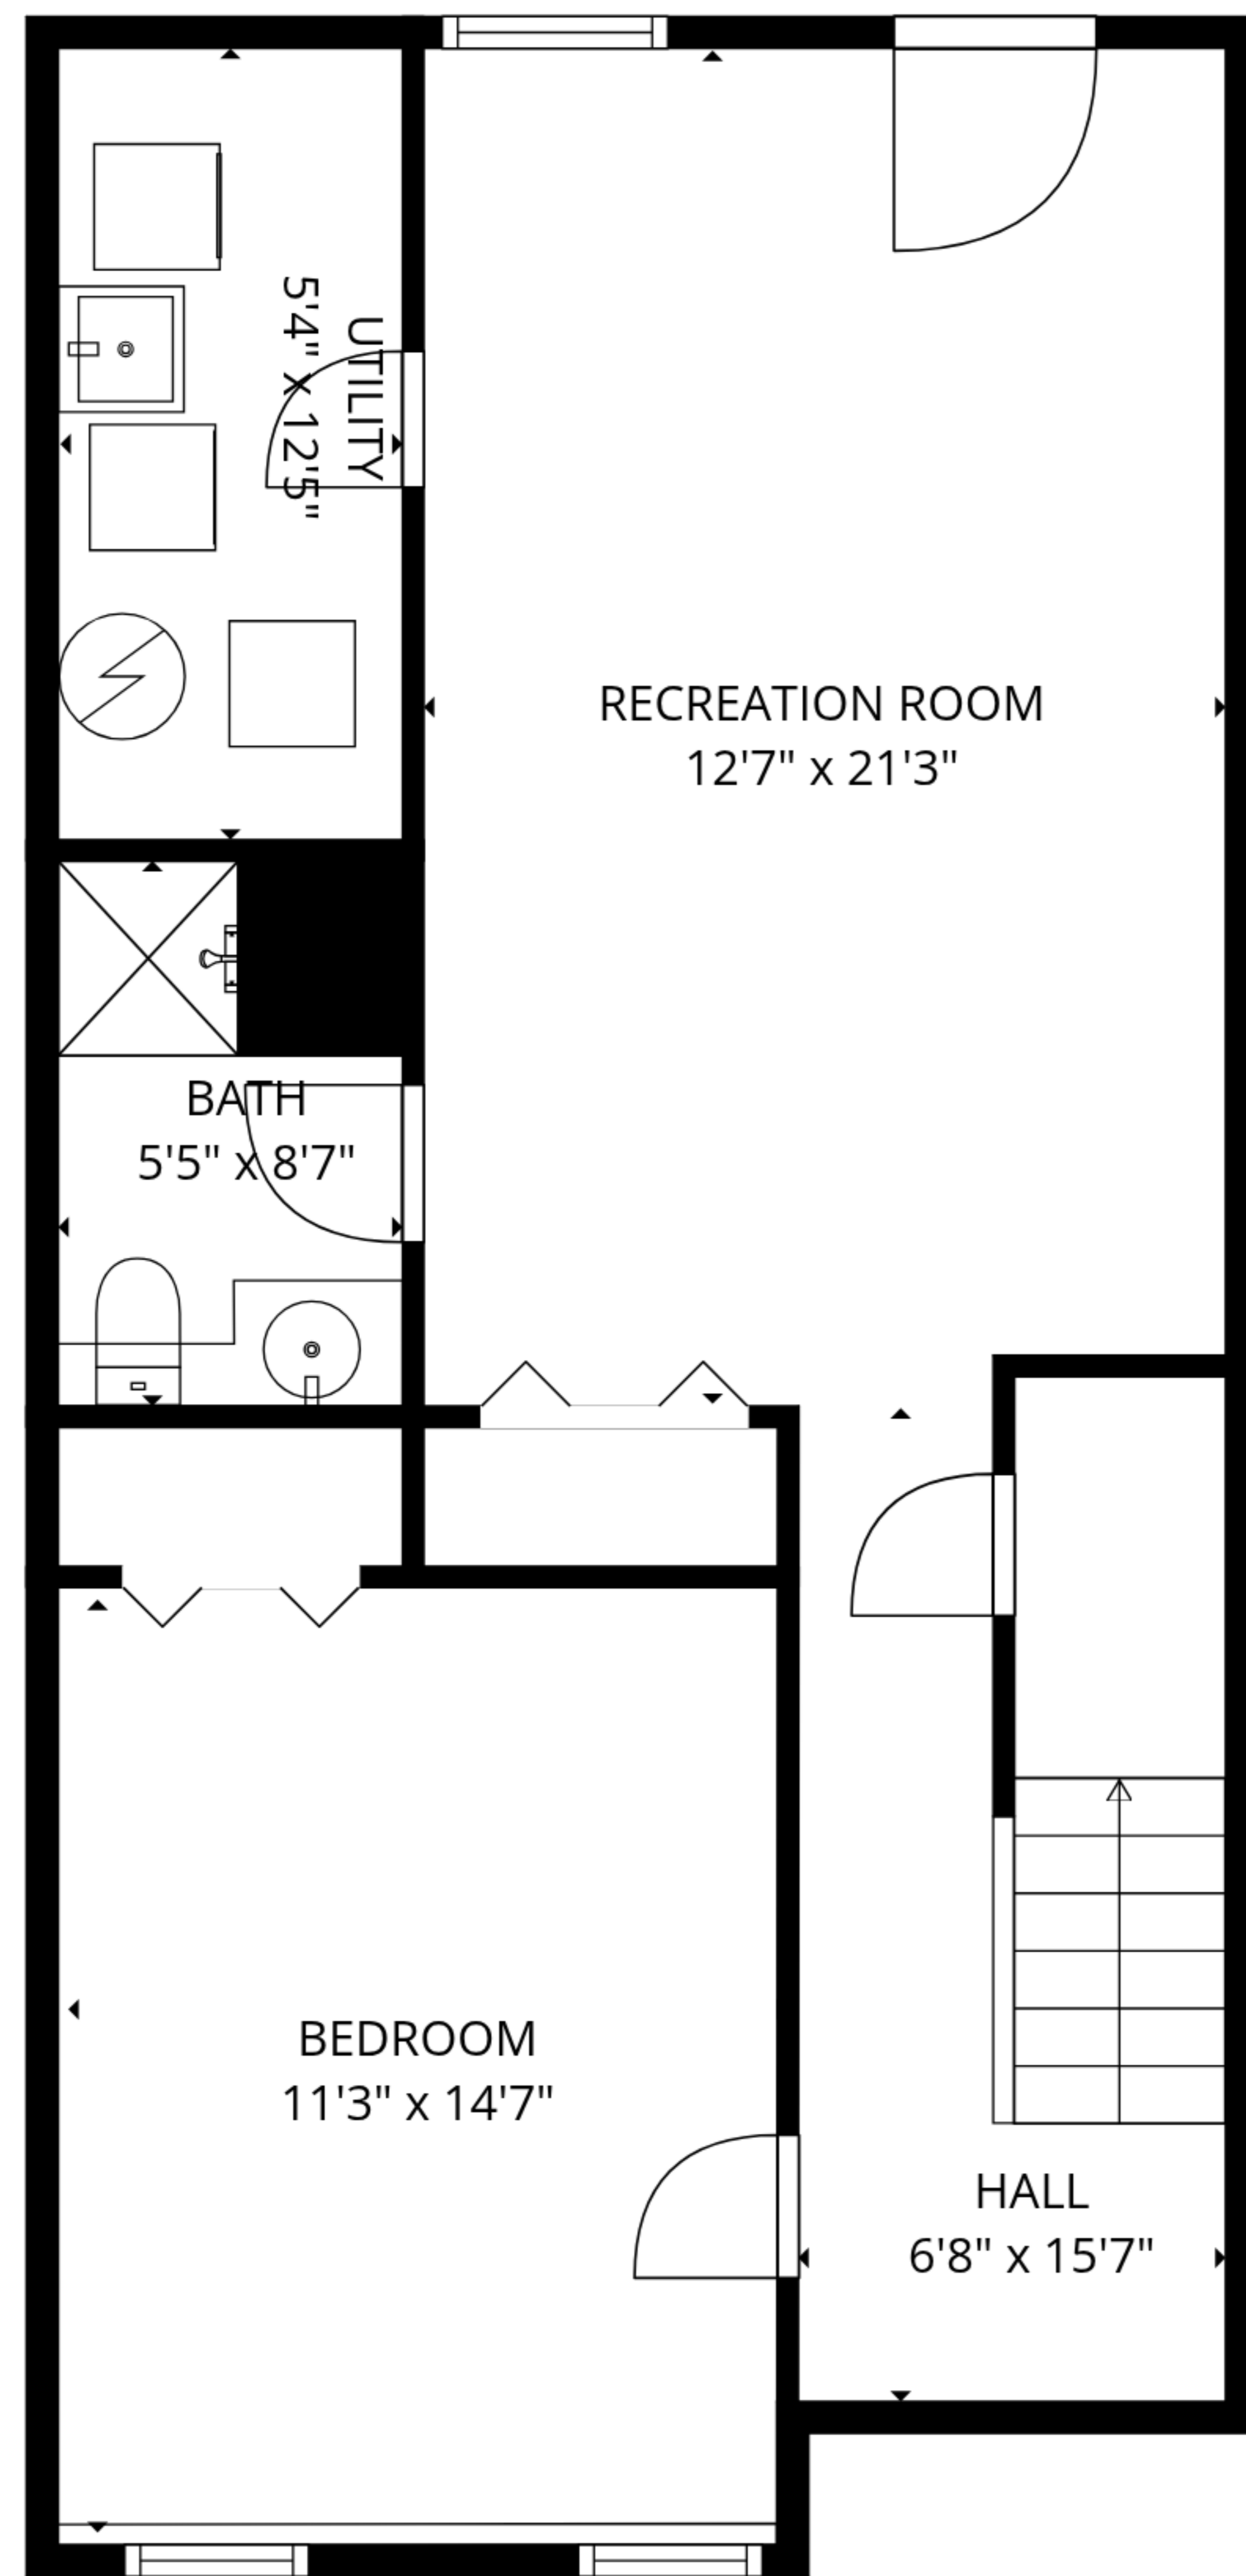 UTILITY
5'4" x 12'5"
RECREATION ROOM
12'7" x 21'3"
BATH
5'5" x 8'7"
BEDROOM
11'3" x 14'7"
HALL
6'8" x 15'7"